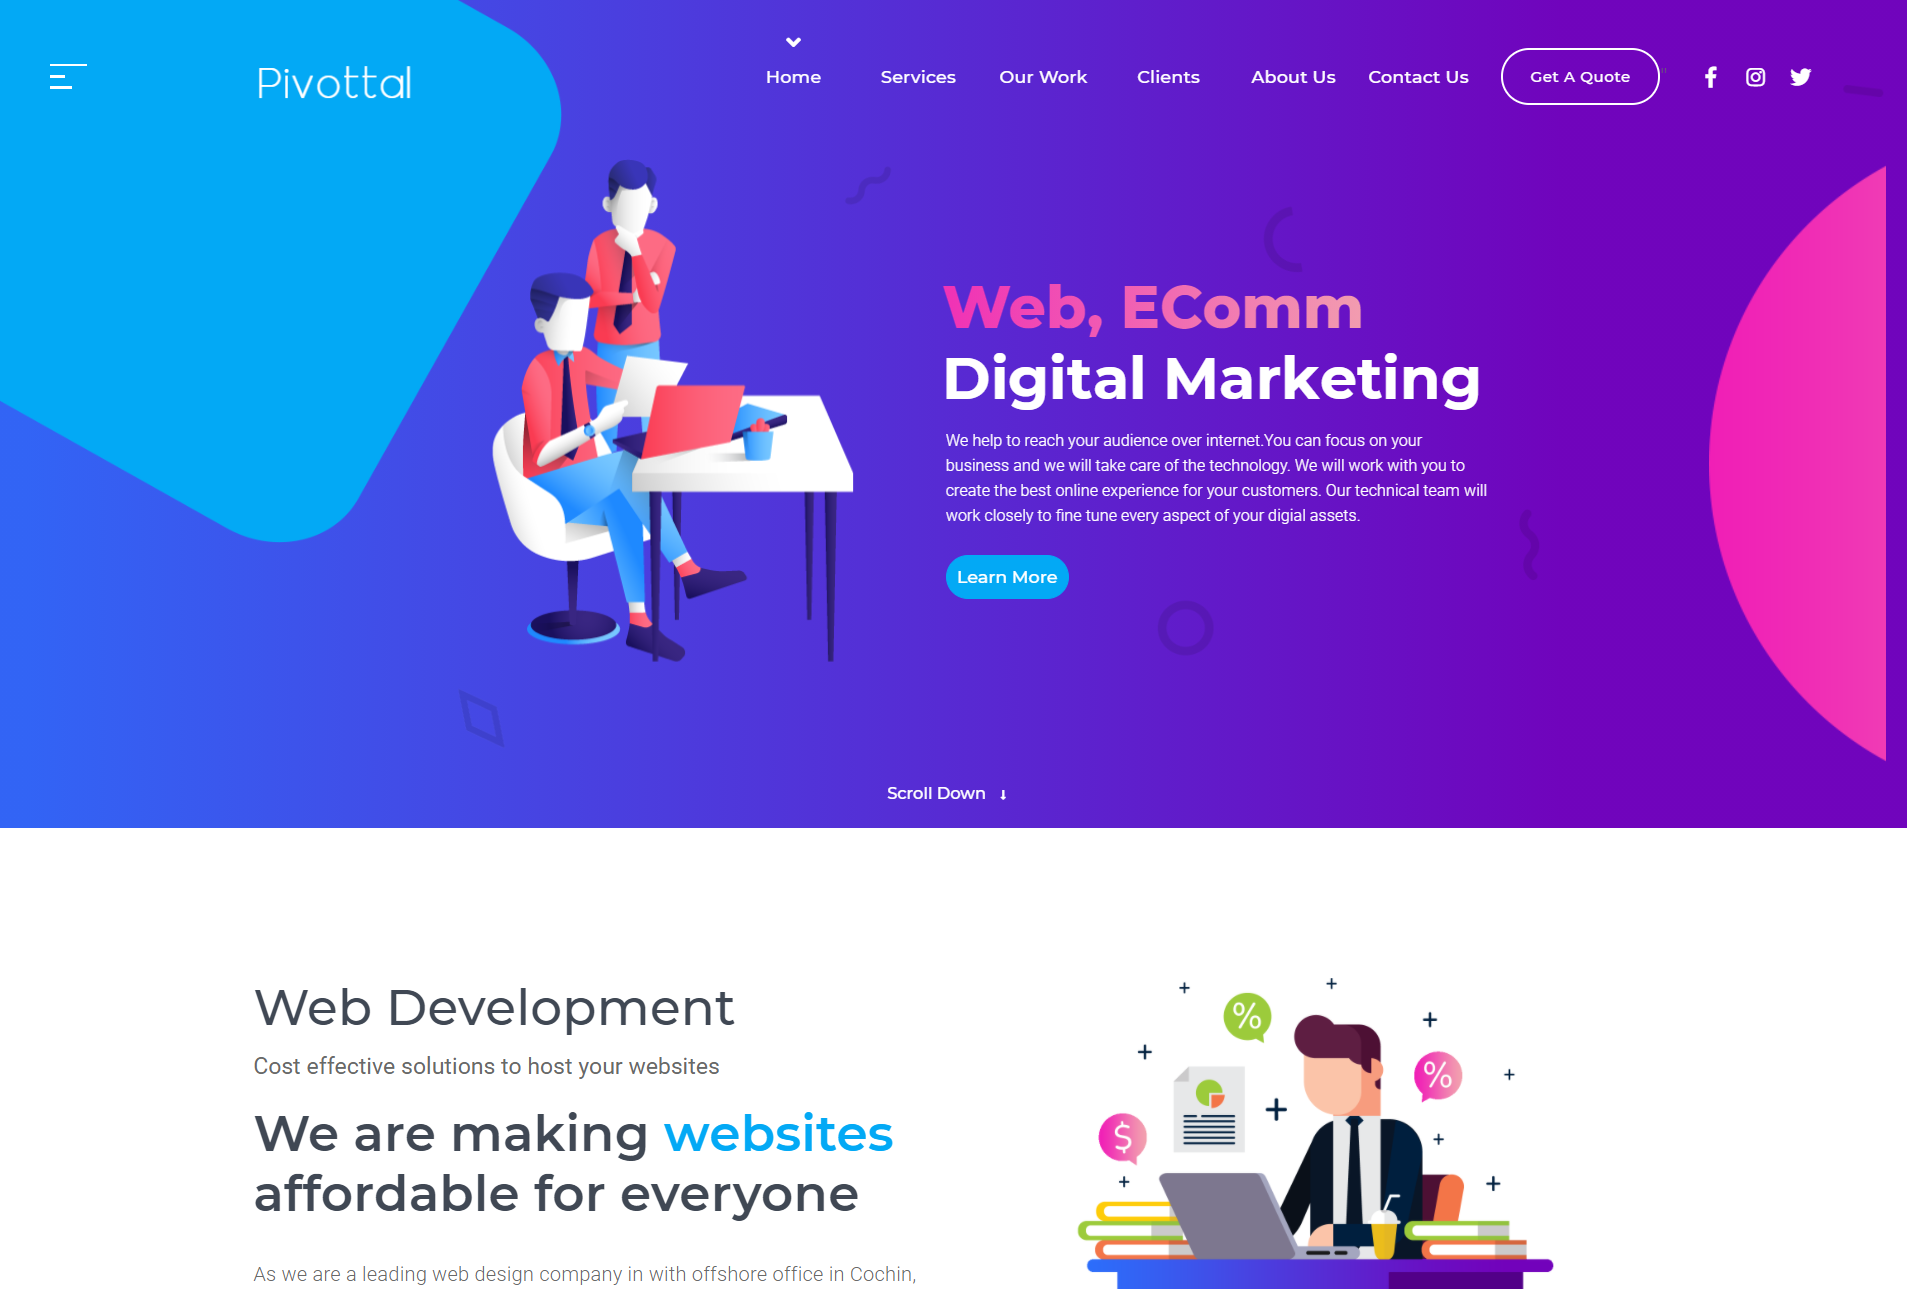 Pivottal
Home Services Our Work Clients About Us Contact Us Get A Quote
Web, EComm
Digital Marketing
We help to reach your audience over internet.You can focus on your
business and we will take care of the technology. We will work with you to
create the best online experience for your customers. Our technical team will
work closely to fine tune every aspect of your digial assets.
Learn More
Scroll Down
Web Development
Cost effective solutions to host your websites
We are making websites
affordable for everyone
As we are a leading web design company in with offshore office in Cochin,
%
%
$